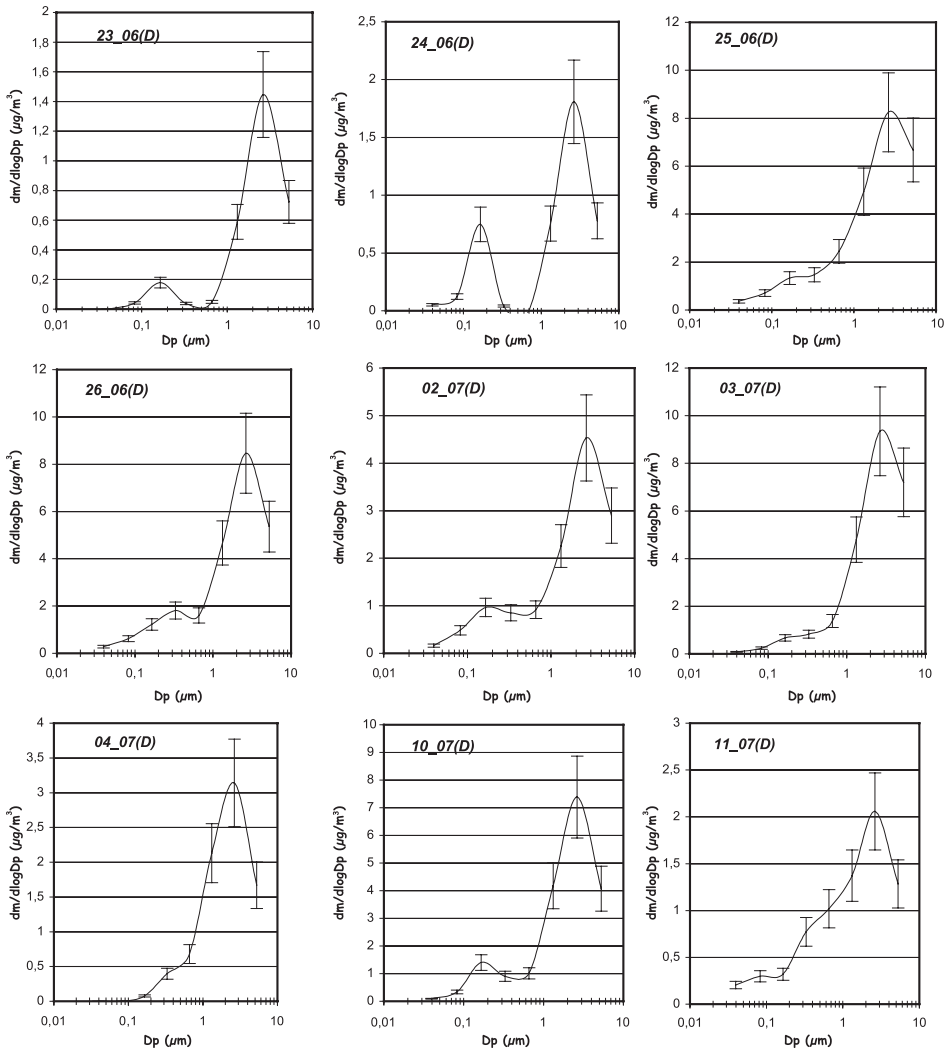 23_06(D)
dm/dlogDp (µg/m³)
2
1,8
1,6
1,4
1,2
1
0,8
0,6
0,4
0,2
0
0,01 0,1 1 10
Dp (µm)
24_06(D)
dm/dlogDp (µg/m³)
2,5
2
1,5
1
0,5
0
0,01 0,1 1 10
Dp (µm)
25_06(D)
dm/dlogDp (µg/m³)
12
10
8
6
4
2
0
0,01 0,1 1 10
Dp (µm)
26_06(D)
dm/dlogDp (µg/m³)
12
10
8
6
4
2
0
0,01 0,1 1 10
Dp (µm)
02_07(D)
dm/dlogDp (µg/m³)
6
5
4
3
2
1
0
0,01 0,1 1 10
Dp (µm)
03_07(D)
dm/dlogDp (µg/m³)
12
10
8
6
4
2
0
0,01 0,1 1 10
Dp (µm)
04_07(D)
dm/dlogDp (µg/m³)
4
3,5
3
2,5
2
1,5
1
0,5
0
0,01 0,1 1 10
Dp (µm)
10_07(D)
dm/dlogDp (µg/m³)
10
9
8
7
6
5
4
3
2
1
0
0,01 0,1 1 10
Dp (µm)
11_07(D)
dm/dlogDp (µg/m³)
3
2,5
2
1,5
1
0,5
0
0,01 0,1 1 10
Dp (µm)